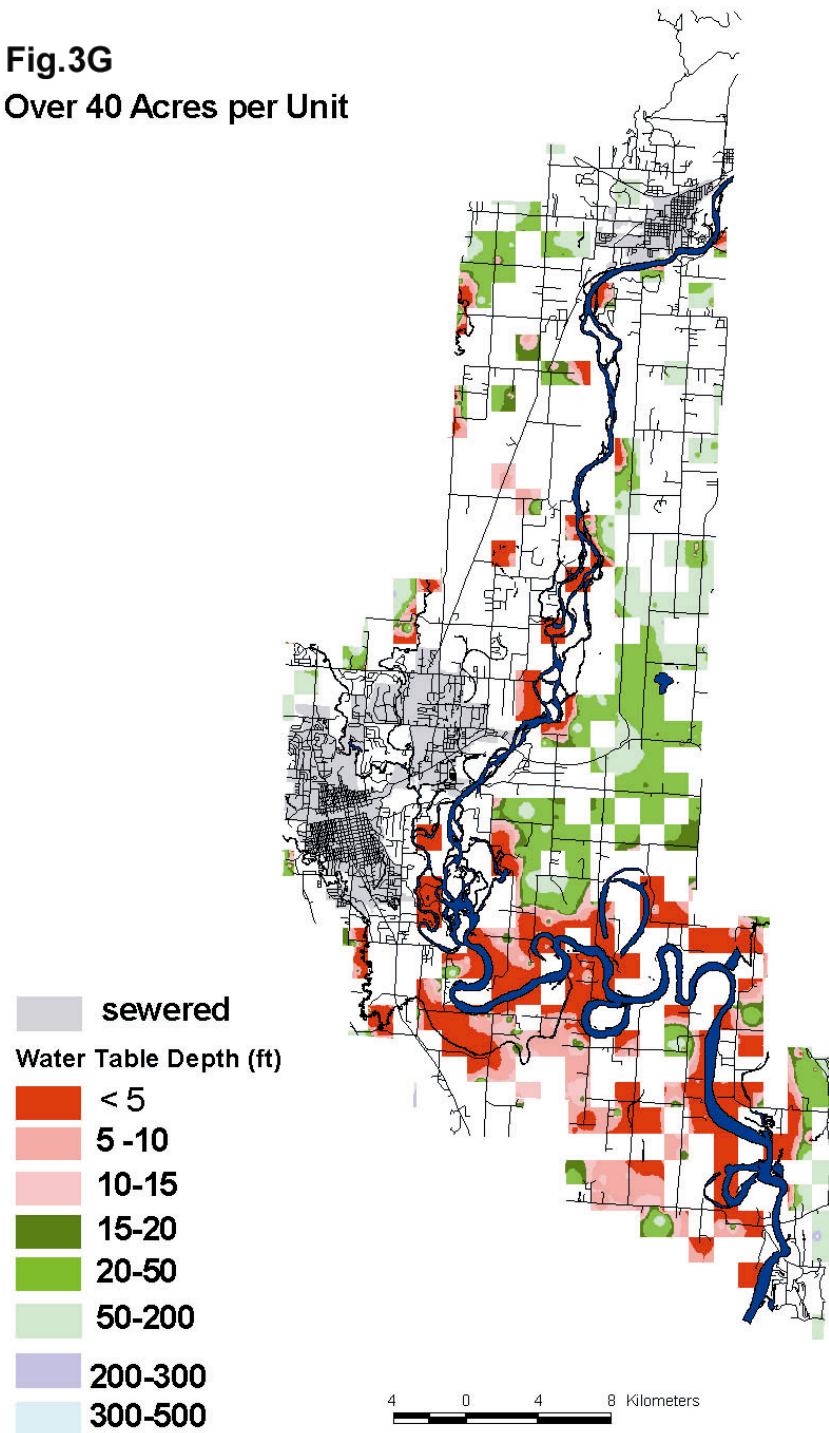 Fig.3G
Over 40 Acres per Unit
sewered
Water Table Depth (ft)
< 5
5 -10
10-15
15-20
20-50
50-200
200-300
300-500
4 0 4 8 Kilometers